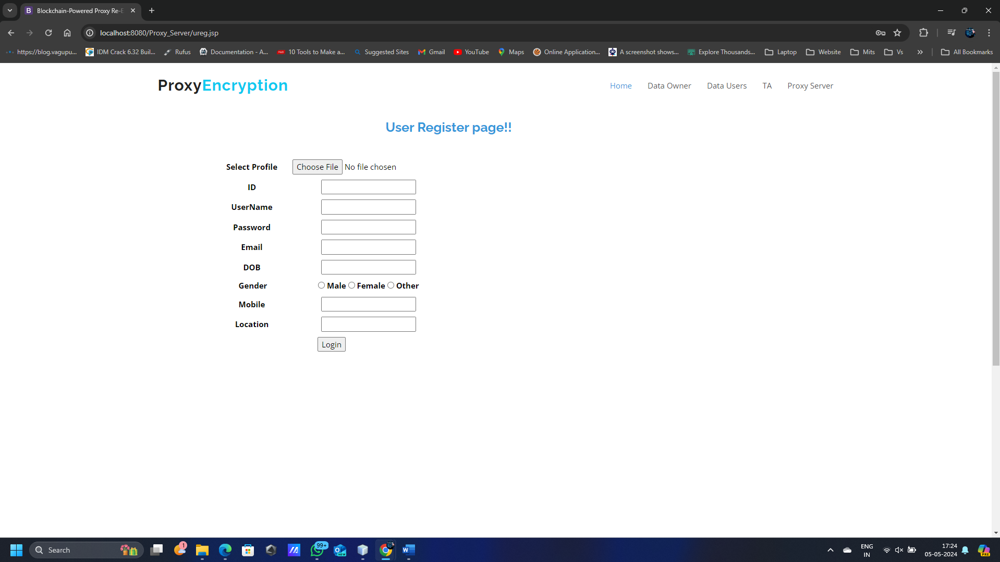 Blockchain-Powered Proxy Re-E
localhost:8080/Proxy_Server/ureg.jsp
https://blog.vagupu... IDM Crack 6.32 Buil... Rufus Documentation - A... 10 Tools to Make a... Suggested Sites Gmail YouTube Maps Online Application... A screenshot shows... Explore Thousands... Laptop Website Mits Vs All Bookmarks
ProxyEncryption
Home Data Owner Data Users TA Proxy Server
User Register page!!
Select Profile Choose File No file chosen
ID
UserName
Password
Email
DOB
Gender Male Female Other
Mobile
Location
Login
Search 1 99+ NEW ENG 17:24
IN 05-05-2024 PRE